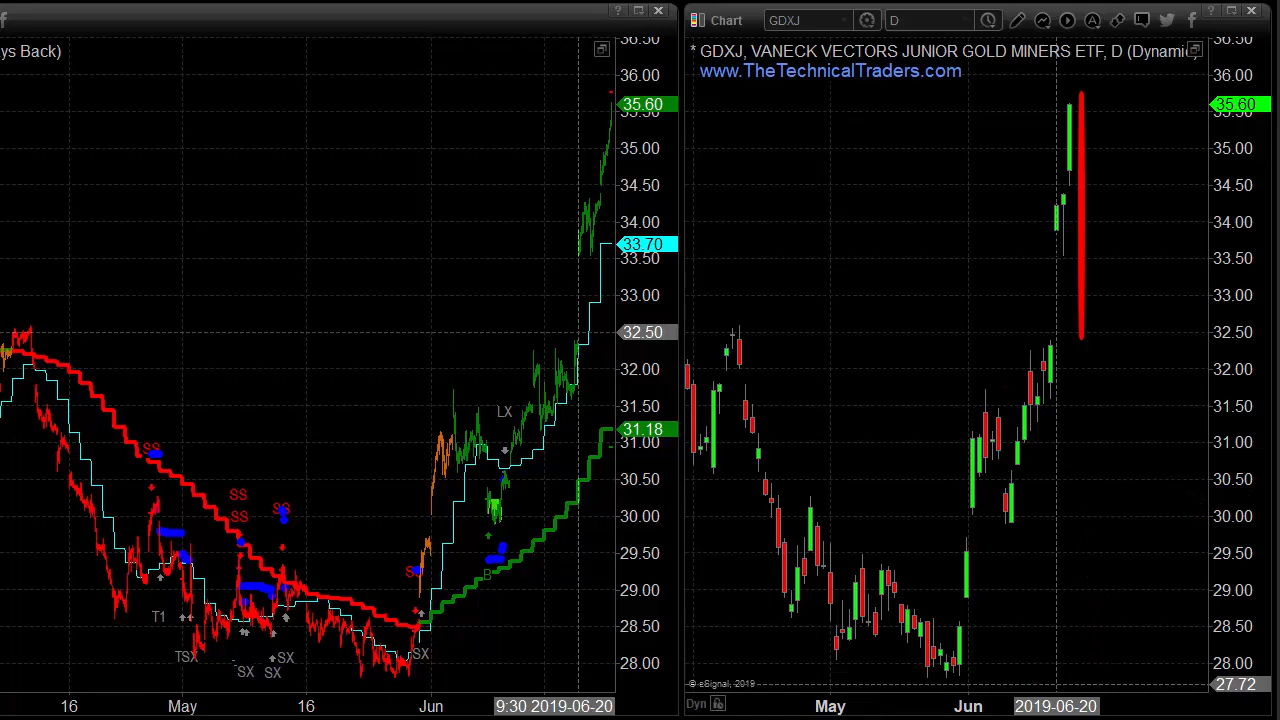 ys Back)
36.50
36.00
35.60
35.00
34.50
34.00
33.70
33.50
33.00
32.50
32.00
31.50
31.18
31.00
30.50
30.00
29.50
29.00
28.50
28.00
SS
SS
SS
SS
LX
B
T1
TSX
-SX
SX
SX
SX
16
May
16
Jun
9:30 2019-06-20
Chart
GDXJ
D
A
* GDXJ, VANECK VECTORS JUNIOR GOLD MINERS ETF, D (Dynamic)
www.TheTechnicalTraders.com
36.50
36.00
35.60
35.50
35.00
34.50
34.00
33.50
33.00
32.50
32.00
31.50
31.00
30.50
30.00
29.50
29.00
28.50
28.00
27.72
© eSignal, 2019
Dyn
May
Jun
2019-06-20